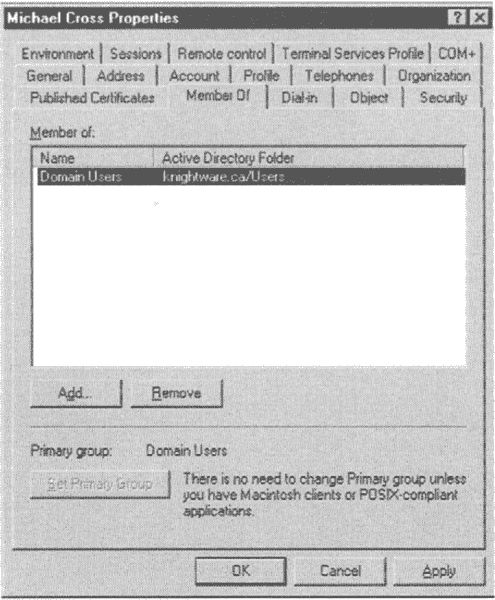 Michael Cross Properties
Environment Sessions Remote control Terminal Services Profile COM+
General Address Account Profile Telephones Organization
Published Certificates Member Of Dial-in Object Security
Member of:
Name Active Directory Folder
Domain Users knightware.ca/Users
Add... Remove
Primary group: Domain Users
Set Primary Group
There is no need to change Primary group unless
you have Macintosh clients or POSIX-compliant
applications.
OK Cancel Apply